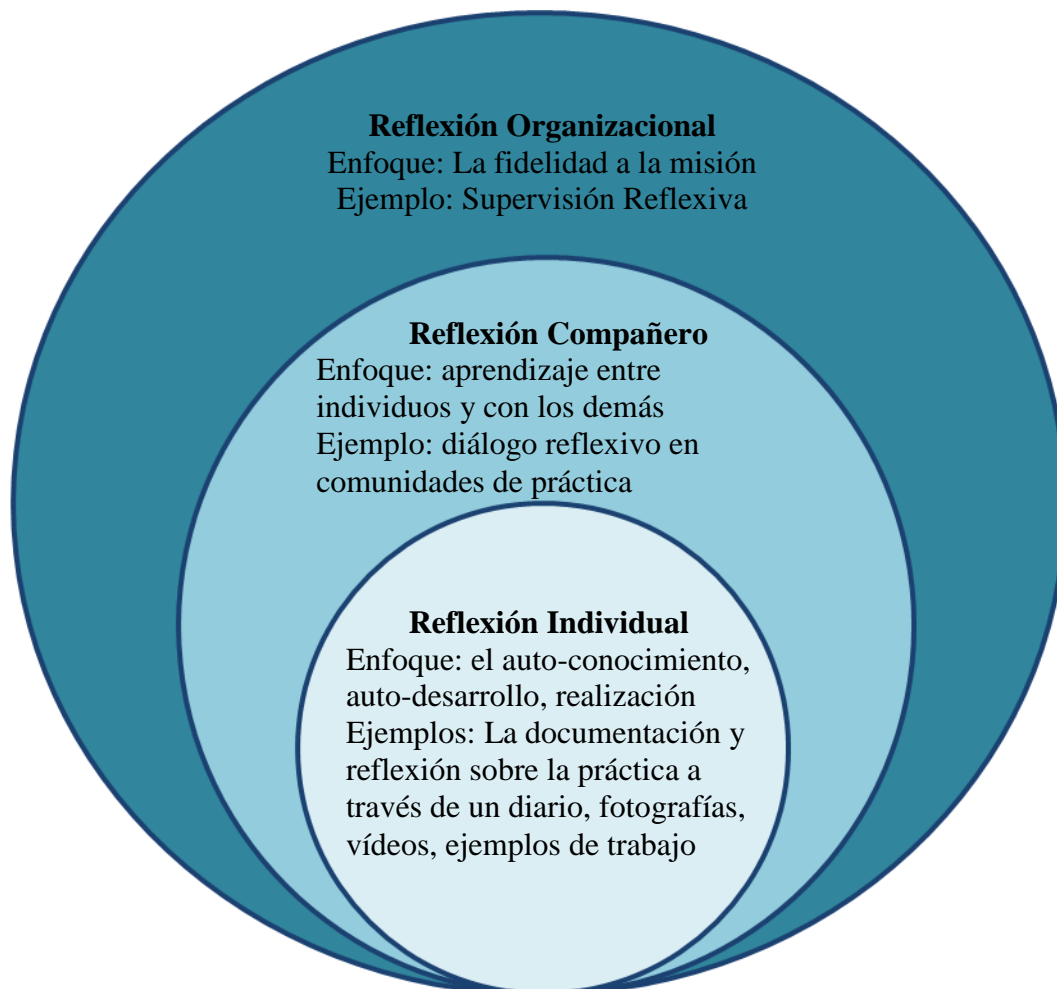 Reflexión Organizacional
Enfoque: La fidelidad a la misión
Ejemplo: Supervisión Reflexiva
Reflexión Compañero
Enfoque: aprendizaje entre
individuos y con los demás
Ejemplo: diálogo reflexivo en
comunidades de práctica
Reflexión Individual
Enfoque: el auto-conocimiento,
auto-desarrollo, realización
Ejemplos: La documentación y
reflexión sobre la práctica a
través de un diario, fotografías,
vídeos, ejemplos de trabajo